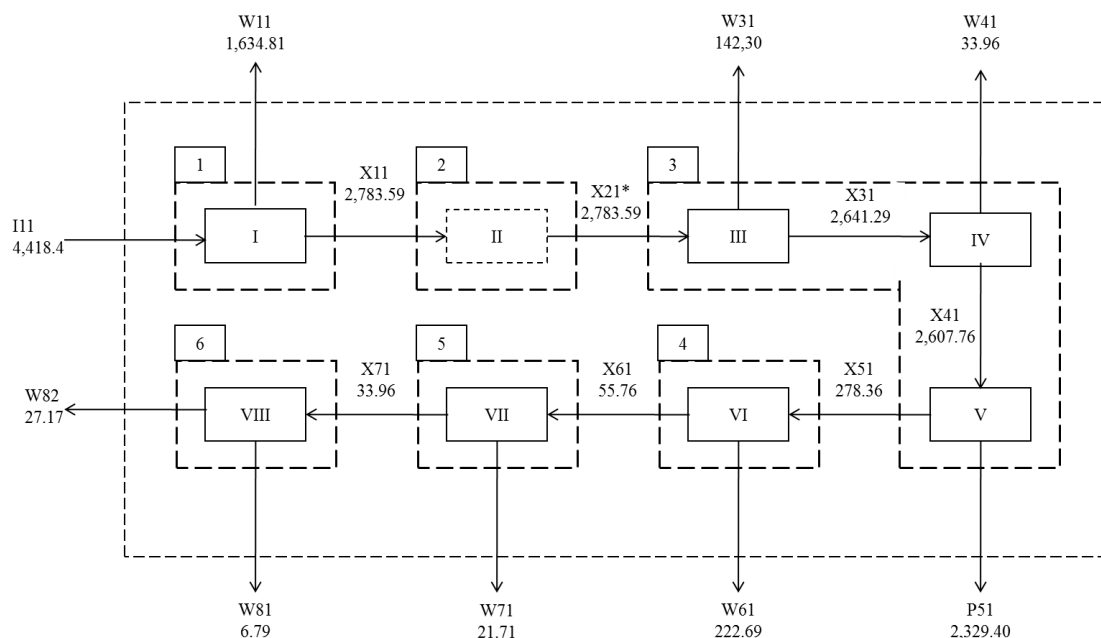 W11
1,634.81
W31
142,30
W41
33.96
1
2
3
X11
2,783.59
X21*
2,783.59
X31
2,641.29
I11
4,418.4
I
II
III
IV
X41
2,607.76
6
5
4
X71
33.96
X61
55.76
X51
278.36
W82
27.17
VIII
VII
VI
V
W81
6.79
W71
21.71
W61
222.69
P51
2,329.40